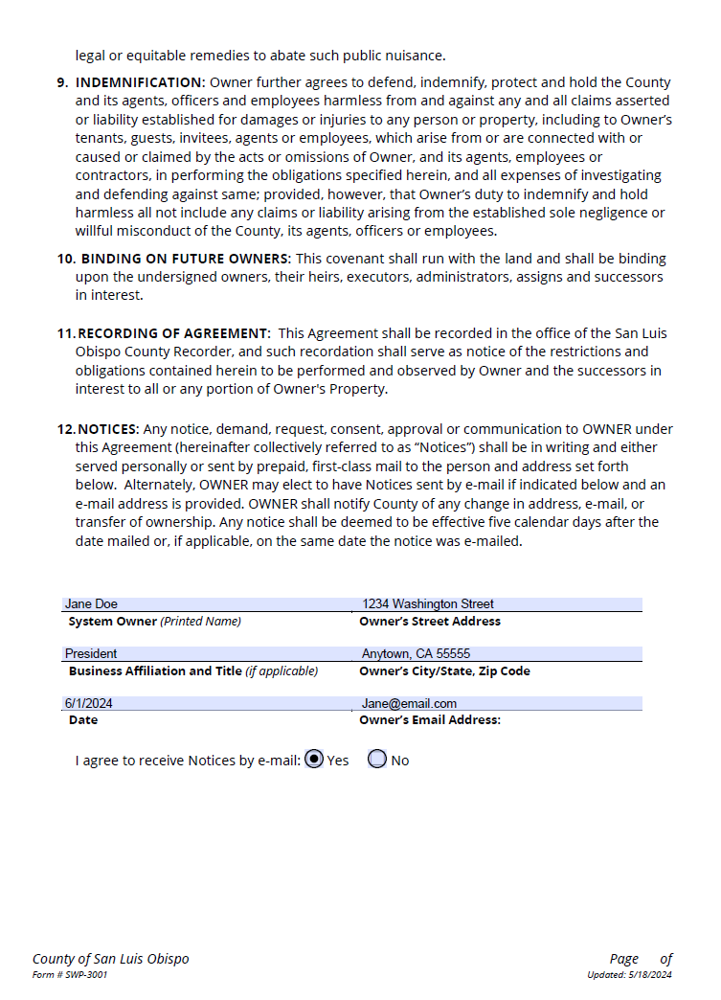 legal or equitable remedies to abate such public nuisance.
9. INDEMNIFICATION: Owner further agrees to defend, indemnify, protect and hold the County
and its agents, officers and employees harmless from and against any and all claims asserted
or liability established for damages or injuries to any person or property, including to Owner’s
tenants, guests, invitees, agents or employees, which arise from or are connected with or
caused or claimed by the acts or omissions of Owner, and its agents, employees or
contractors, in performing the obligations specified herein, and all expenses of investigating
and defending against same; provided, however, that Owner’s duty to indemnify and hold
harmless all not include any claims or liability arising from the established sole negligence or
willful misconduct of the County, its agents, officers or employees.
10. BINDING ON FUTURE OWNERS: This covenant shall run with the land and shall be binding
upon the undersigned owners, their heirs, executors, administrators, assigns and successors
in interest.
11. RECORDING OF AGREEMENT: This Agreement shall be recorded in the office of the San Luis
Obispo County Recorder, and such recordation shall serve as notice of the restrictions and
obligations contained herein to be performed and observed by Owner and the successors in
interest to all or any portion of Owner's Property.
12. NOTICES: Any notice, demand, request, consent, approval or communication to OWNER under
this Agreement (hereinafter collectively referred to as “Notices”) shall be in writing and either
served personally or sent by prepaid, first-class mail to the person and address set forth
below. Alternately, OWNER may elect to have Notices sent by e-mail if indicated below and an
e-mail address is provided. OWNER shall notify County of any change in address, e-mail, or
transfer of ownership. Any notice shall be deemed to be effective five calendar days after the
date mailed or, if applicable, on the same date the notice was e-mailed.
Jane Doe 1234 Washington Street
System Owner (Printed Name) Owner’s Street Address
President Anytown, CA 55555
Business Affiliation and Title (if applicable) Owner’s City/State, Zip Code
6/1/2024 Jane@email.com
Date Owner’s Email Address:
I agree to receive Notices by e-mail: Yes No
County of San Luis Obispo Page of
Form # SWP-3001 Updated: 5/18/2024